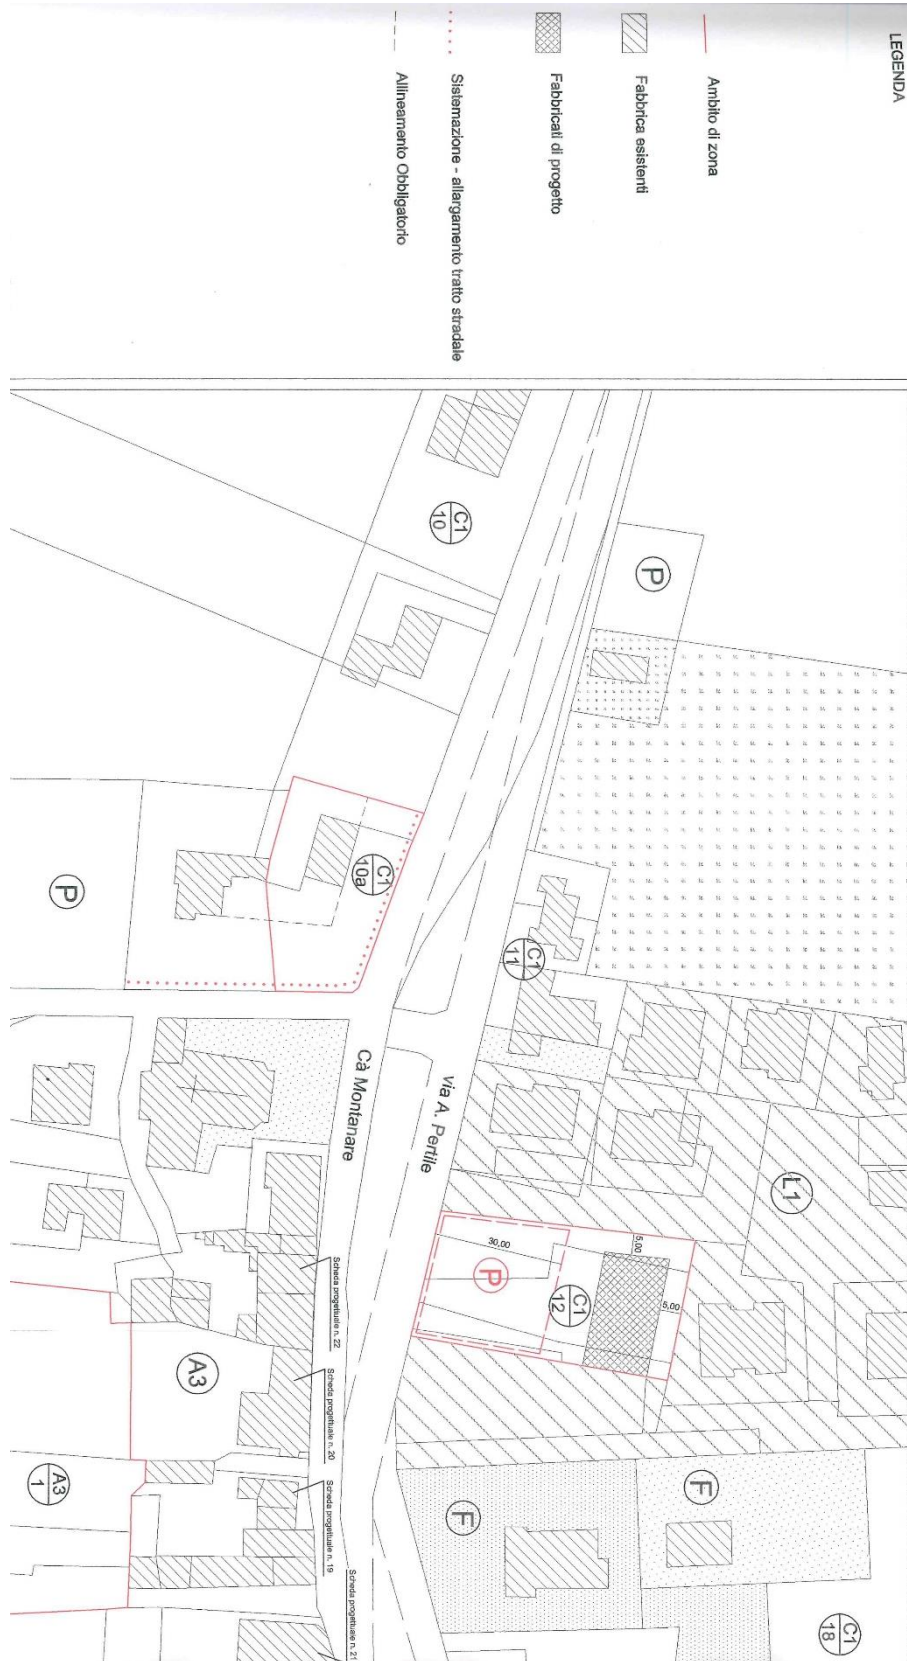 LEGENDA
Ambito di zona
Fabbrica esistenti
Fabbricati di progetto
Sistemazione - allargamento tratto stradale
Allineamento Obbligatorio
P
C1
10
C1
10a
P
C1
11
L1
via A. Pertile
Cà Montanare
5,00
5,00
30,00
P
C1
12
Scheda progettuale n. 22
Scheda progettuale n. 20
Scheda progettuale n. 19
Scheda progettuale n. 21
A3
A3
1
F
F
C1
18